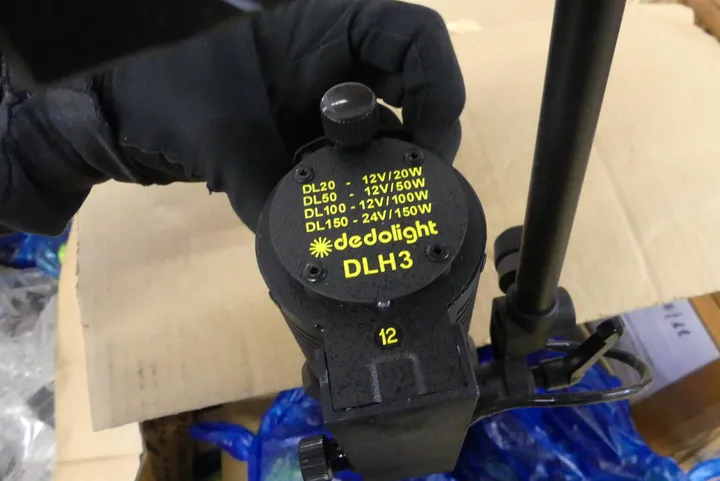 DL20 - 12V/20W
DL50 - 12V/50W
DL100 - 12V/100W
DL150 - 24V/150W
dedolight
DLH3
12